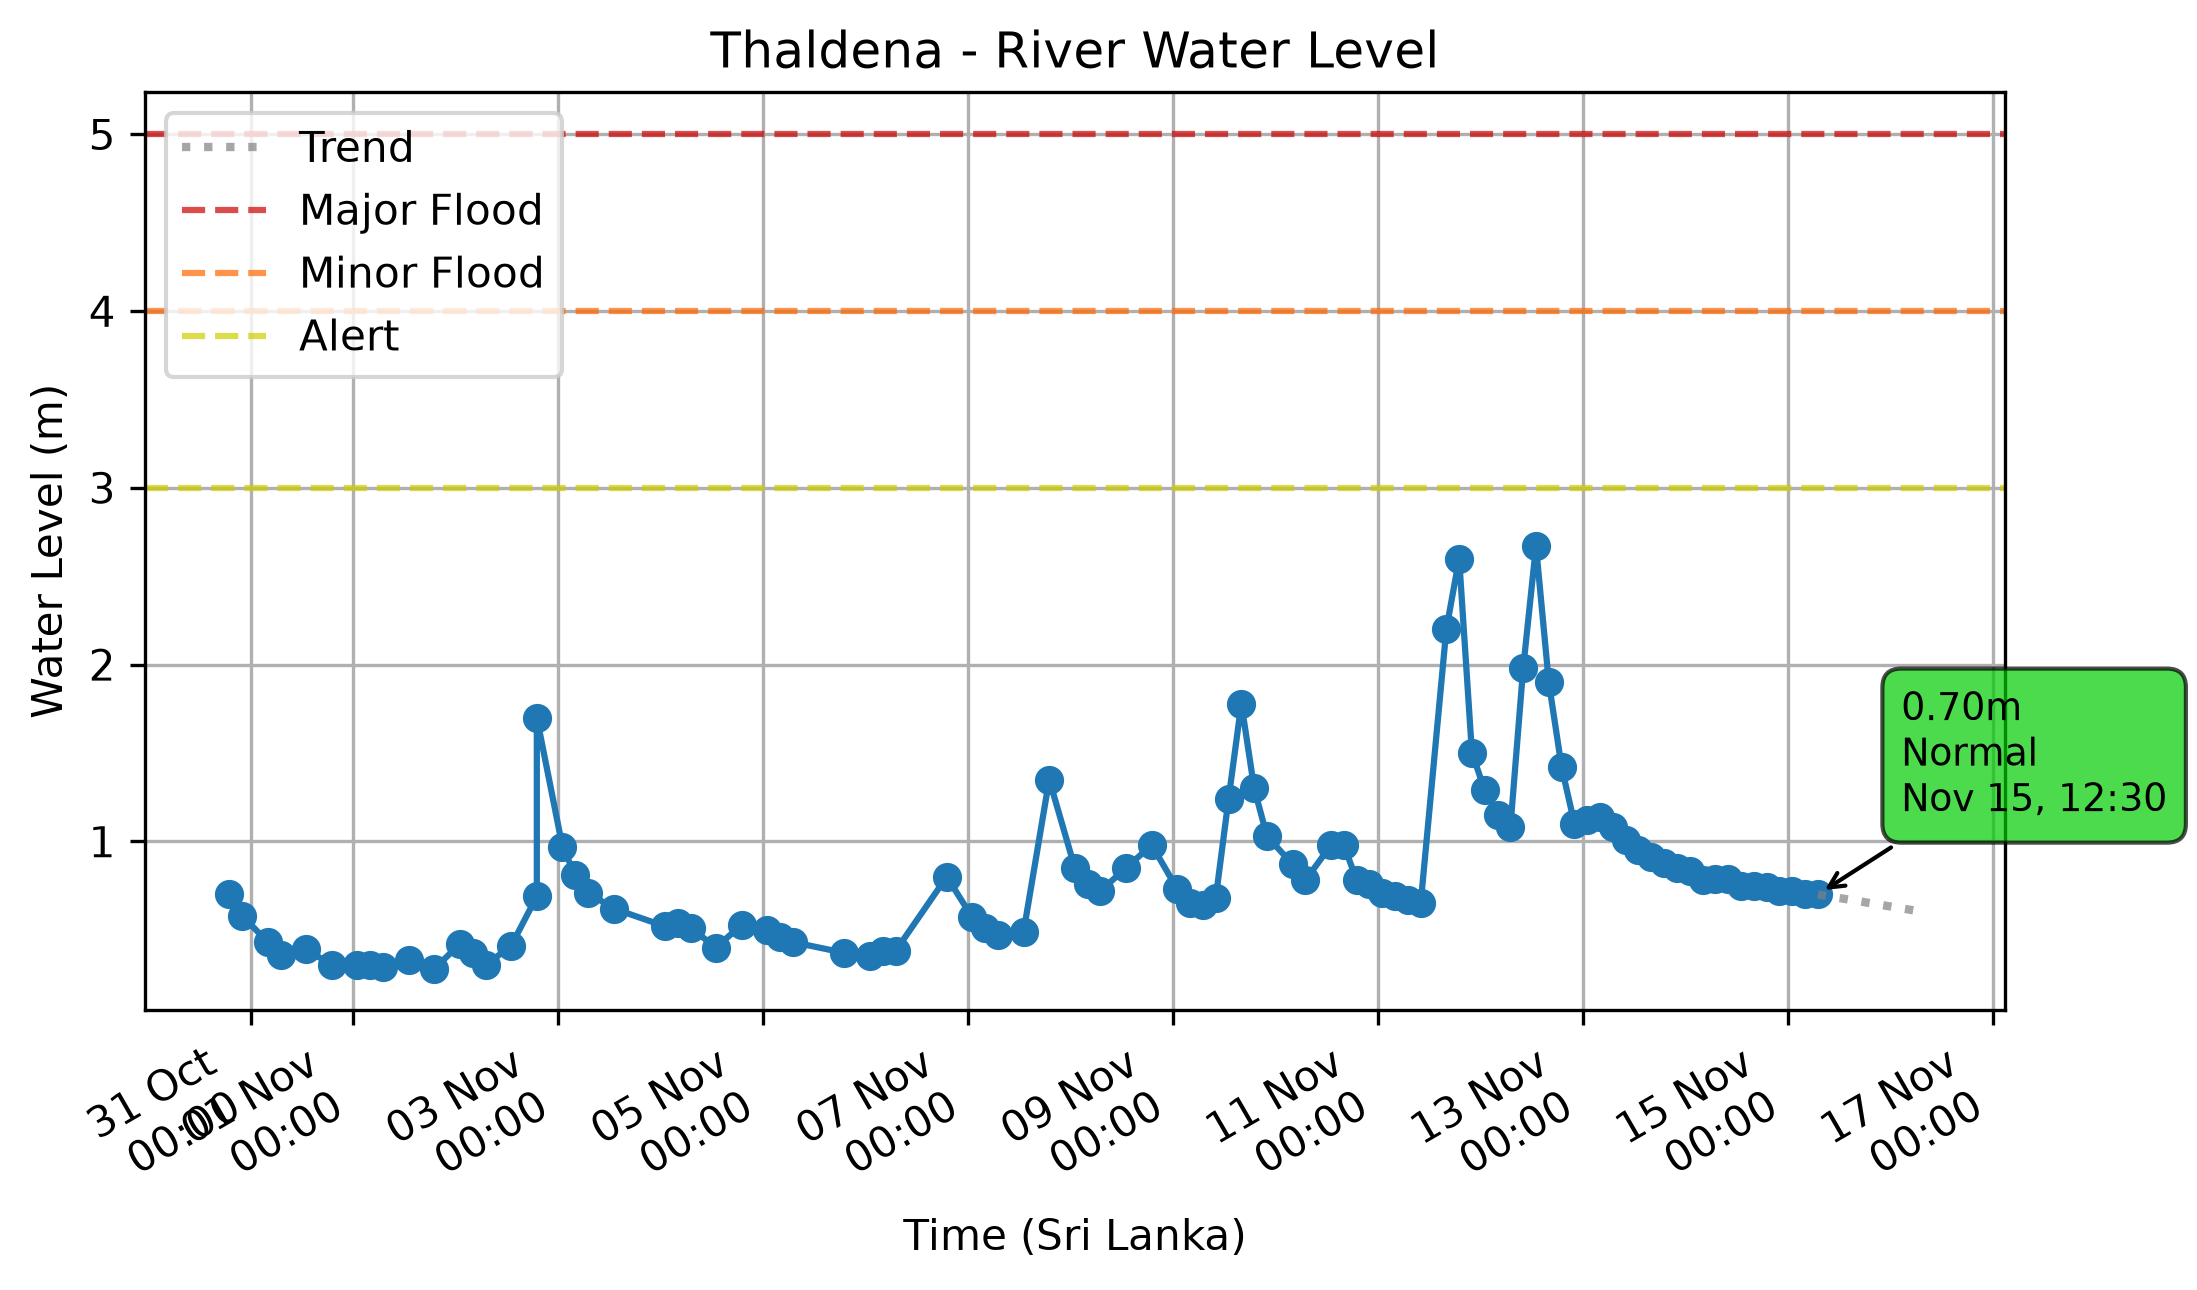 Thaldena - River Water Level
Trend
Major Flood
Minor Flood
Alert
Water Level (m)
5
4
3
2
1
0.70m
Normal
Nov 15, 12:30
31 Oct
00:00
01 Nov
00:00
03 Nov
00:00
05 Nov
00:00
07 Nov
00:00
09 Nov
00:00
11 Nov
00:00
13 Nov
00:00
15 Nov
00:00
17 Nov
00:00
Time (Sri Lanka)